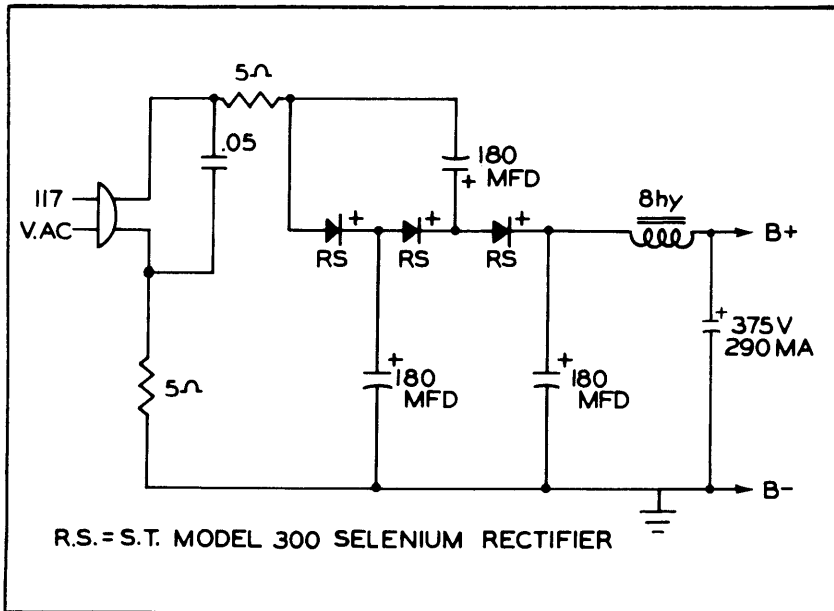 5Ω
.05
117
V.AC
180
+ MFD
8hy
+
+
+
RS
RS
RS
B+
+
375V
290 MA
5Ω
+
180
MFD
+
180
MFD
B-
R.S.= S.T. MODEL 300 SELENIUM RECTIFIER